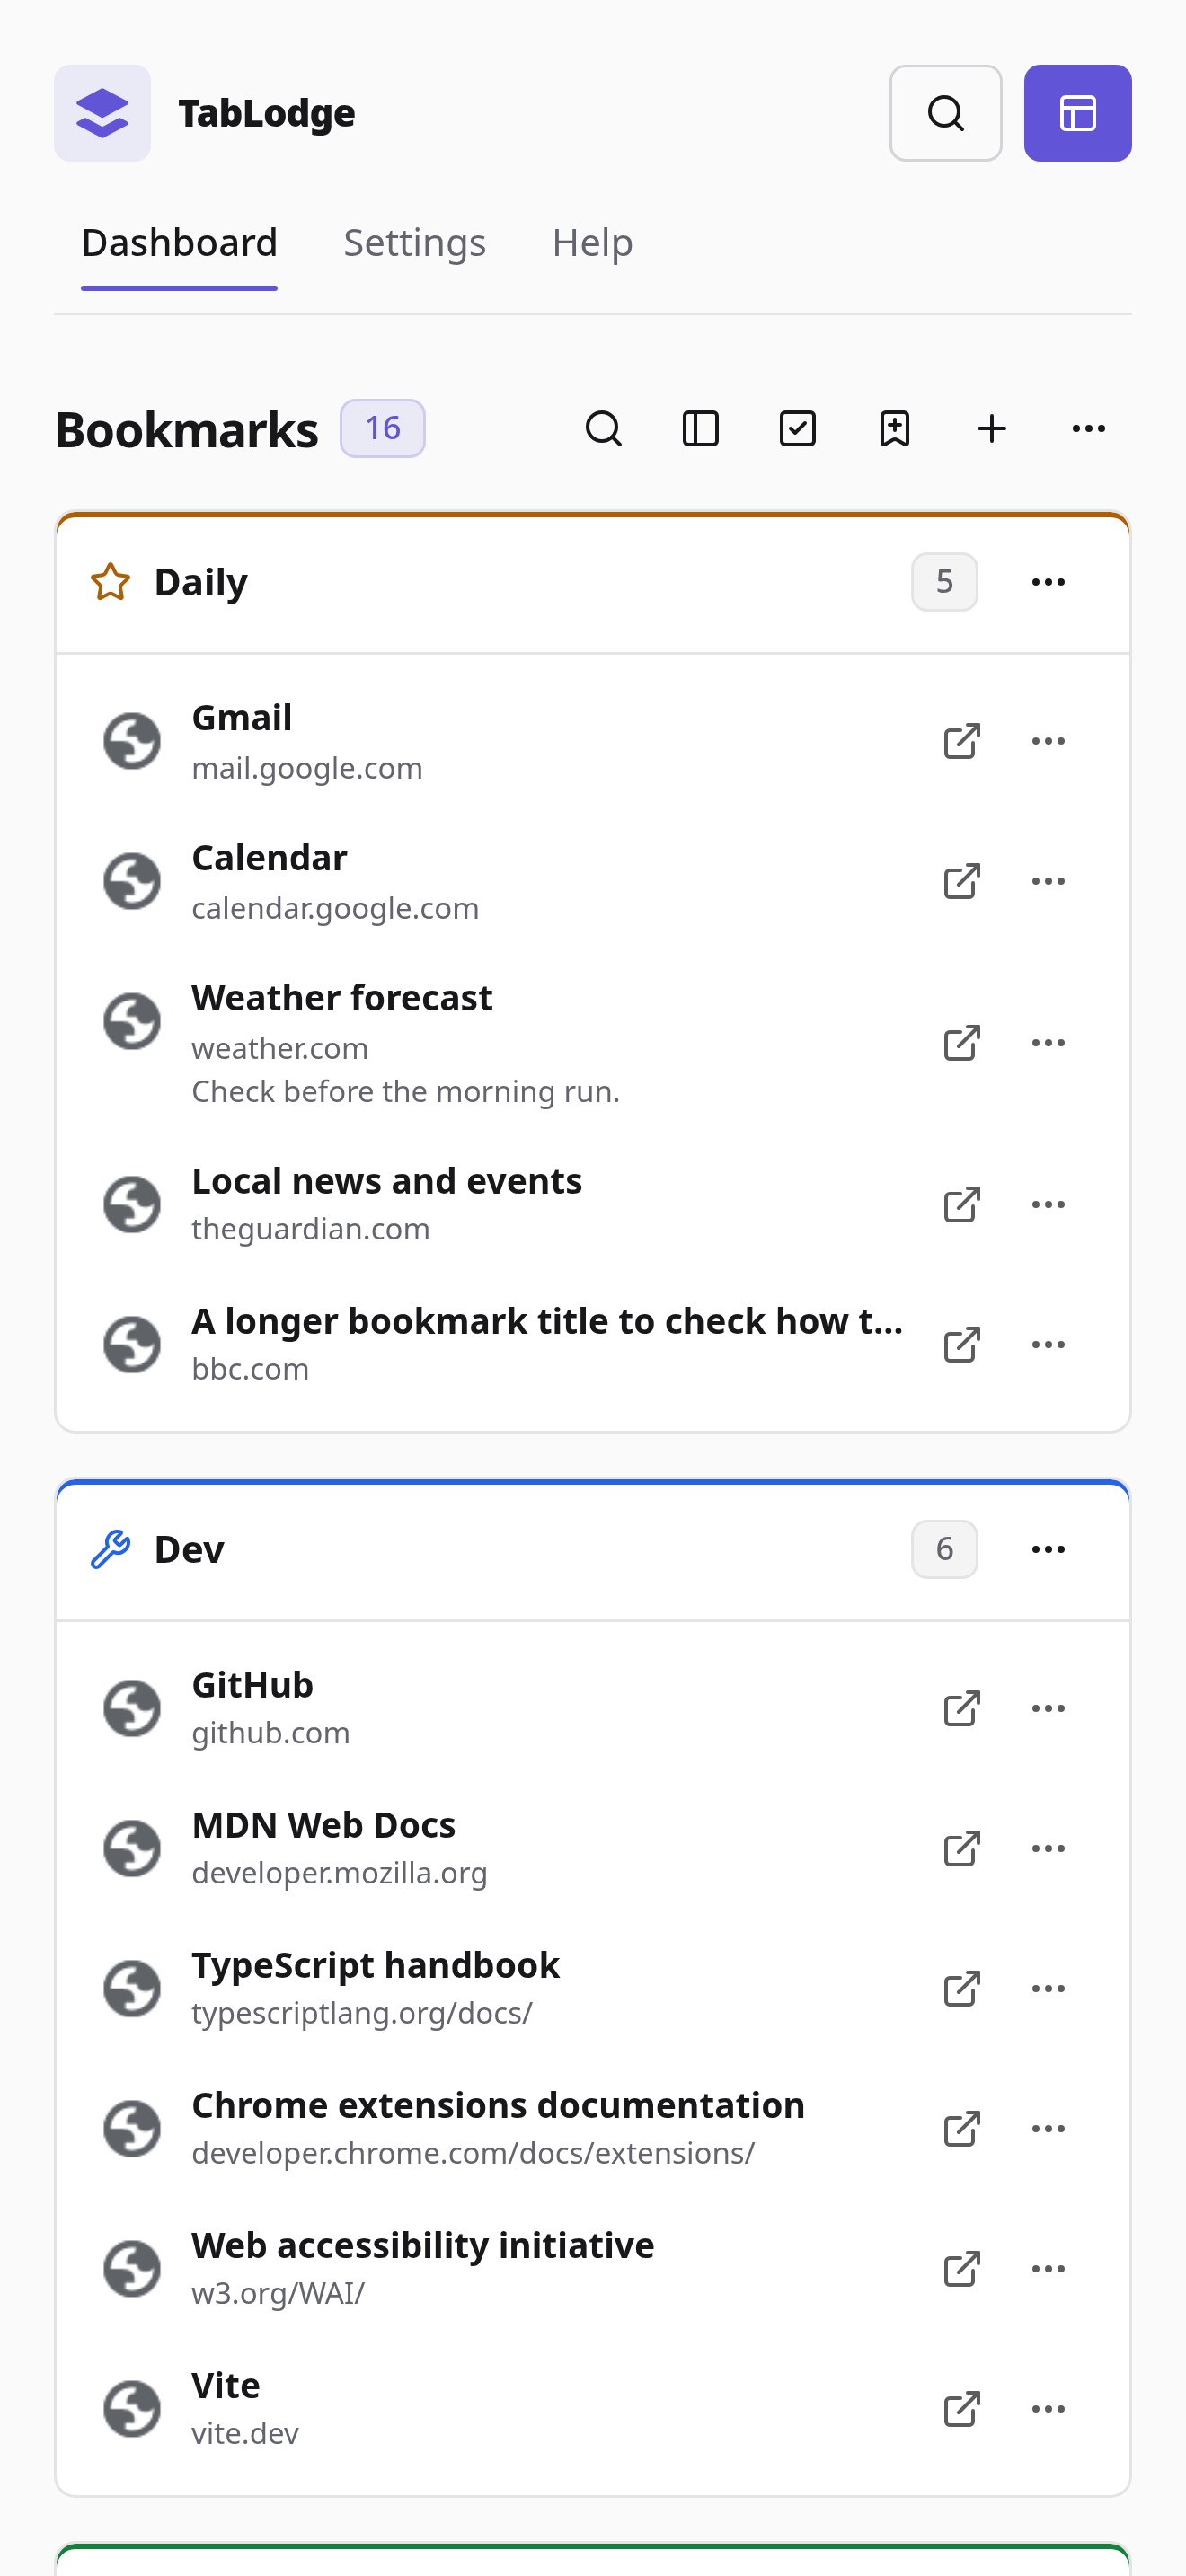 TabLodge
Dashboard Settings Help
Bookmarks 16
Daily 5
Gmail
mail.google.com
Calendar
calendar.google.com
Weather forecast
weather.com
Check before the morning run.
Local news and events
theguardian.com
A longer bookmark title to check how t...
bbc.com
Dev 6
GitHub
github.com
MDN Web Docs
developer.mozilla.org
TypeScript handbook
typescriptlang.org/docs/
Chrome extensions documentation
developer.chrome.com/docs/extensions/
Web accessibility initiative
w3.org/WAI/
Vite
vite.dev